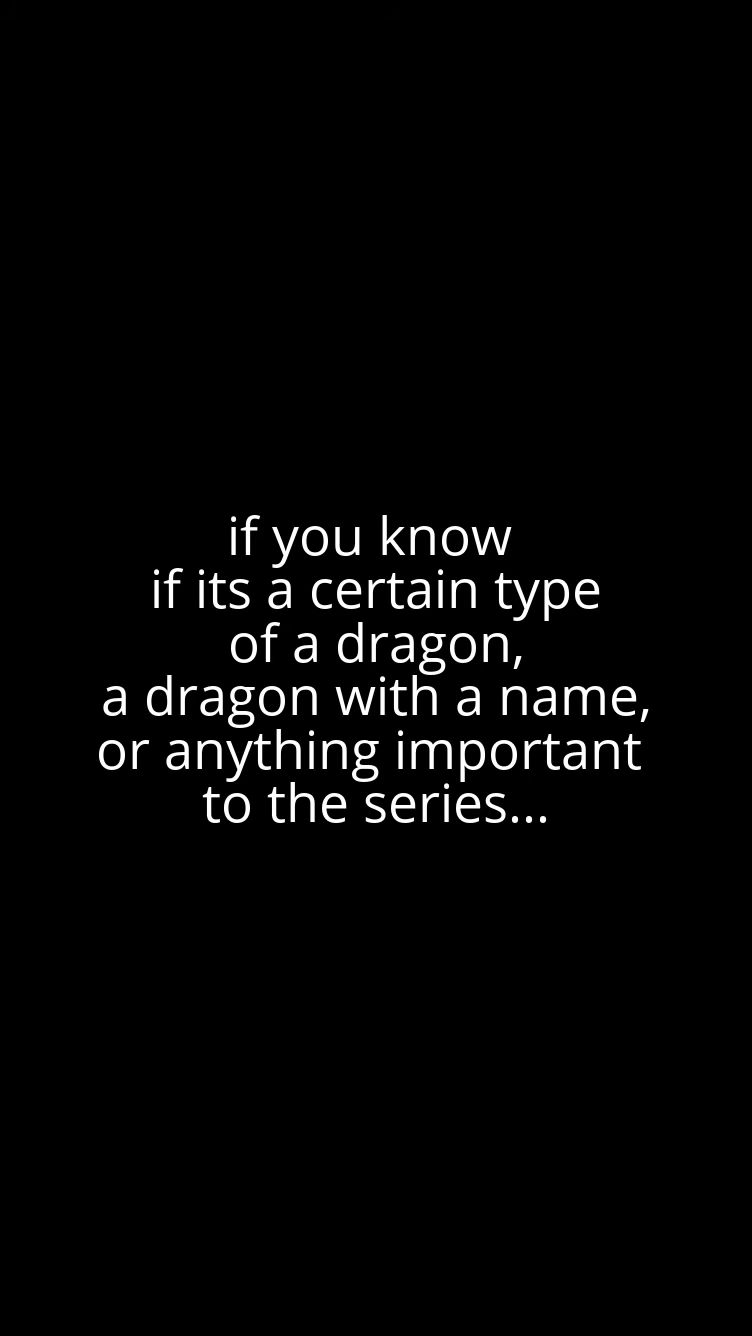 if you know
if its a certain type
of a dragon,
a dragon with a name,
or anything important
to the series...